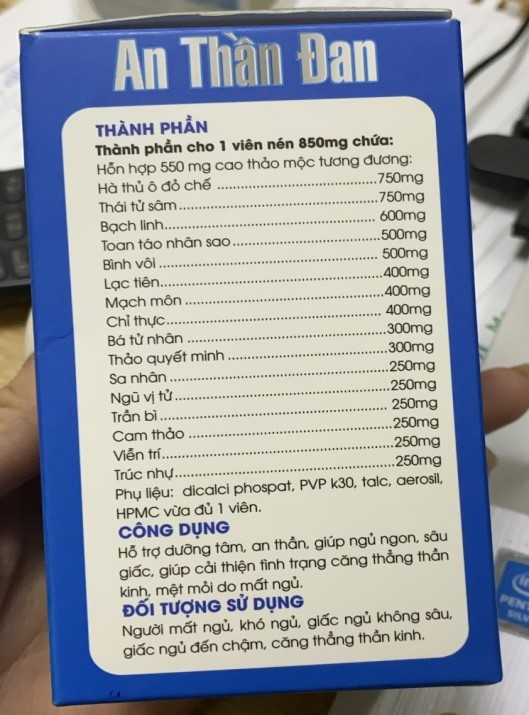 An Thần Đan
THÀNH PHẦN
Thành phần cho 1 viên nén 850mg chứa:
Hỗn hợp 550 mg cao thảo mộc tương đương:
Hà thủ ô đỏ chế ........................................750mg
Thái tử sâm................................................750mg
Bạch linh.................................................... 600mg
Toan táo nhân sao....................................500mg
Bình vôi ...................................................... 500mg
Lạc tiên.......................................................400mg
Mạch môn .................................................400mg
Chỉ thực...................................................... 400mg
Bá tử nhân .................................................300mg
Thảo quyết minh .......................................300mg
Sa nhân ......................................................250mg
Ngũ vị tử.....................................................250mg
Trần bì ........................................................ 250mg
Cam thảo ...................................................250mg
Viễn trí.........................................................250mg
Trúc nhự......................................................250mg
Phụ liệu: dicalci phospat, PVP k30, talc, aerosil,
HPMC vừa đủ 1 viên.
CÔNG DỤNG
Hỗ trợ dưỡng tâm, an thần, giúp ngủ ngon, sâu
giấc, giúp cải thiện tình trạng căng thẳng thần
kinh, mệt mỏi do mất ngủ.
ĐỐI TƯỢNG SỬ DỤNG
Người mất ngủ, khó ngủ, giấc ngủ không sâu,
giấc ngủ đến chậm, căng thẳng thần kinh.